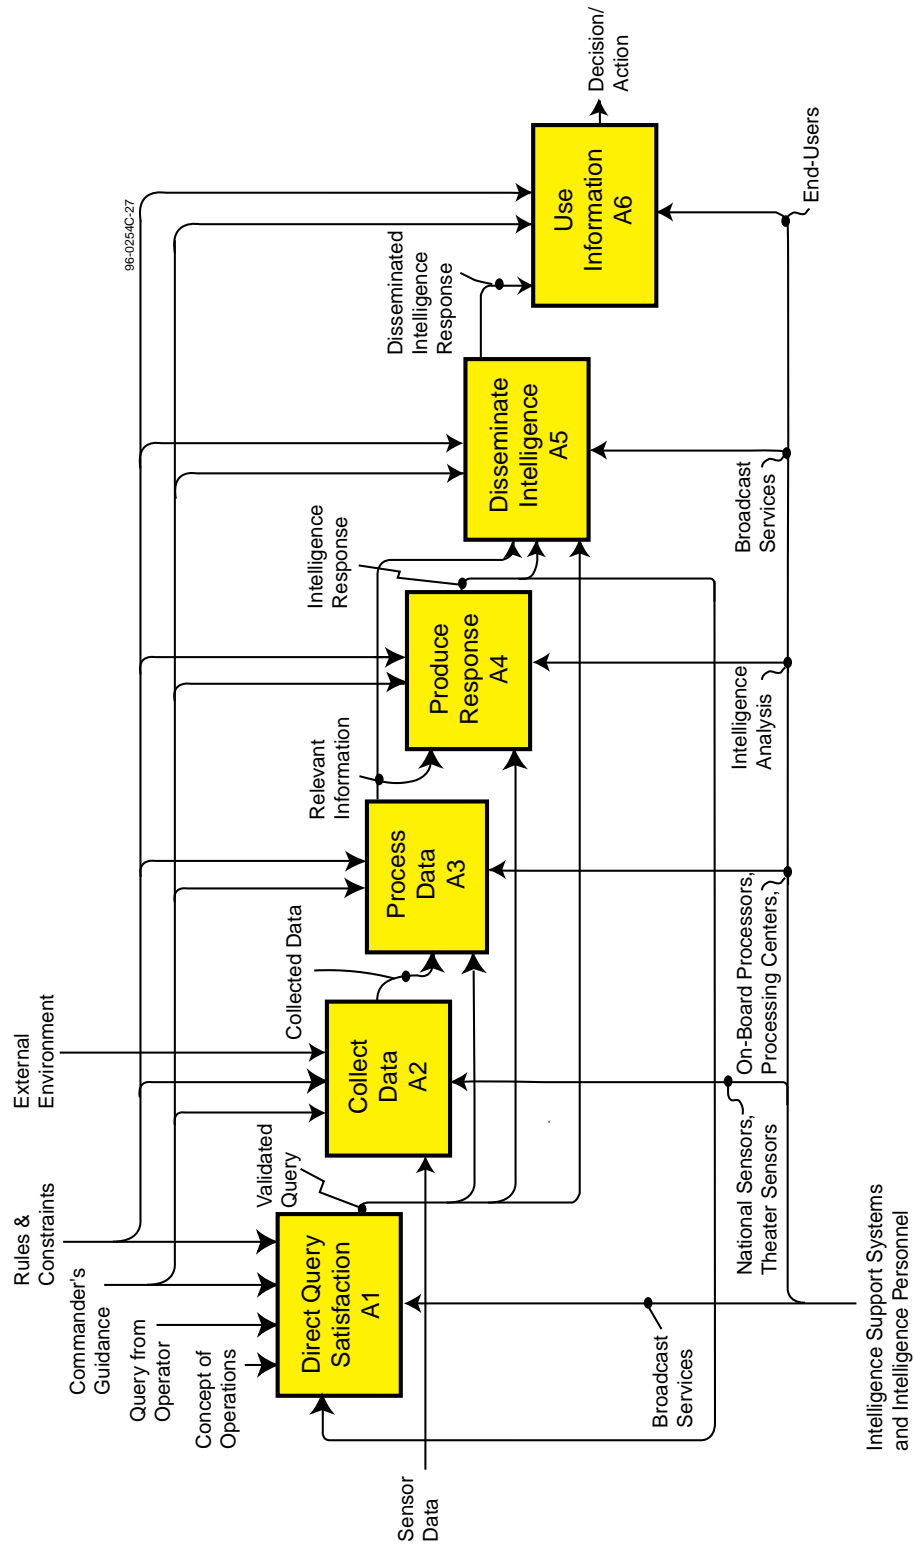 96-0254C-27
External
Environment
Rules &
Constraints
Commander's
Guidance
Query from
Operator
Concept of
Operations
Direct Query
Satisfaction
A1
Validated
Query
Collect
Data
A2
Collected Data
Process
Data
A3
Relevant
Information
Produce
Response
A4
Intelligence
Response
Disseminate
Intelligence
A5
Disseminated
Intelligence
Response
Use
Information
A6
Decision/
Action
Sensor
Data
Broadcast
Services
National Sensors,
Theater Sensors
On-Board Processors,
Processing Centers,
Intelligence
Analysis
Broadcast
Services
End-Users
Intelligence Support Systems
and Intelligence Personnel